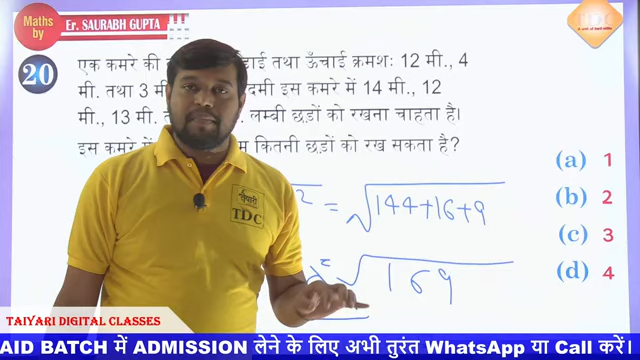 Maths
by
Er. SAURABH GUPTA
TDC
20
एक कमरे की चौड़ाई तथा ऊँचाई क्रमशः 12 मी., 4
मी. तथा 3 मी इस कमरे में 14 मी., 12
मी., 13 मी. लम्बी छड़ों को रखना चाहता है।
इस कमरे में कितनी छड़ों को रख सकता है?
(a) 1
(b) 2
(c) 3
(d) 4
2 = √144+16+9
√169
तैयारी
TDC
TAIYARI DIGITAL CLASSES
AID BATCH में ADMISSION लेने के लिए अभी तुरंत WhatsApp या Call करें।